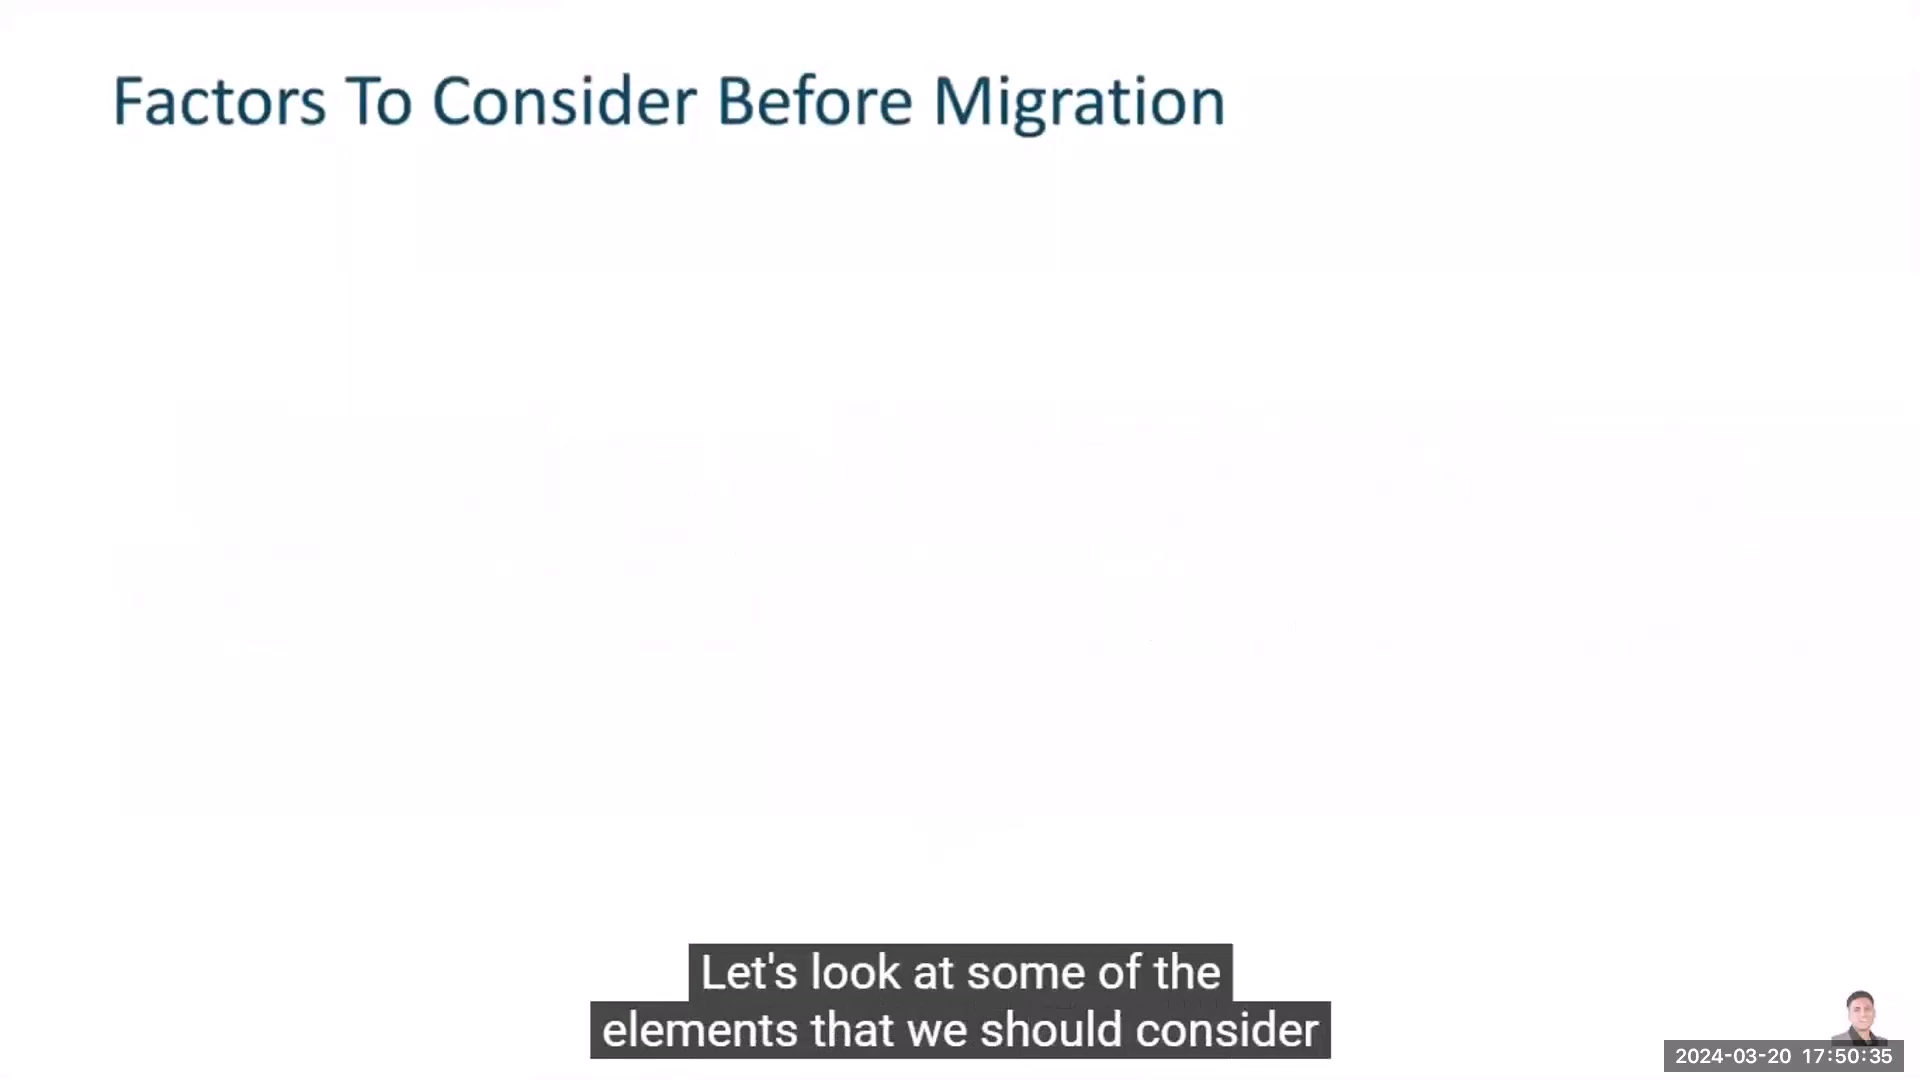 Factors To Consider Before Migration
Let's look at some of the
elements that we should consider
2024-03-20 17:50:35